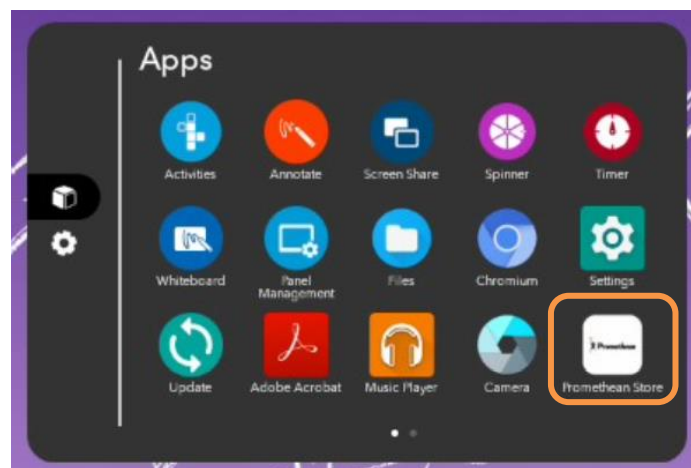 Apps
Activities
Annotate
Screen Share
Spinner
Timer
Whiteboard
Panel
Management
Files
Chromium
Settings
Update
Adobe Acrobat
Music Player
Camera
Promethean
Promethean Store